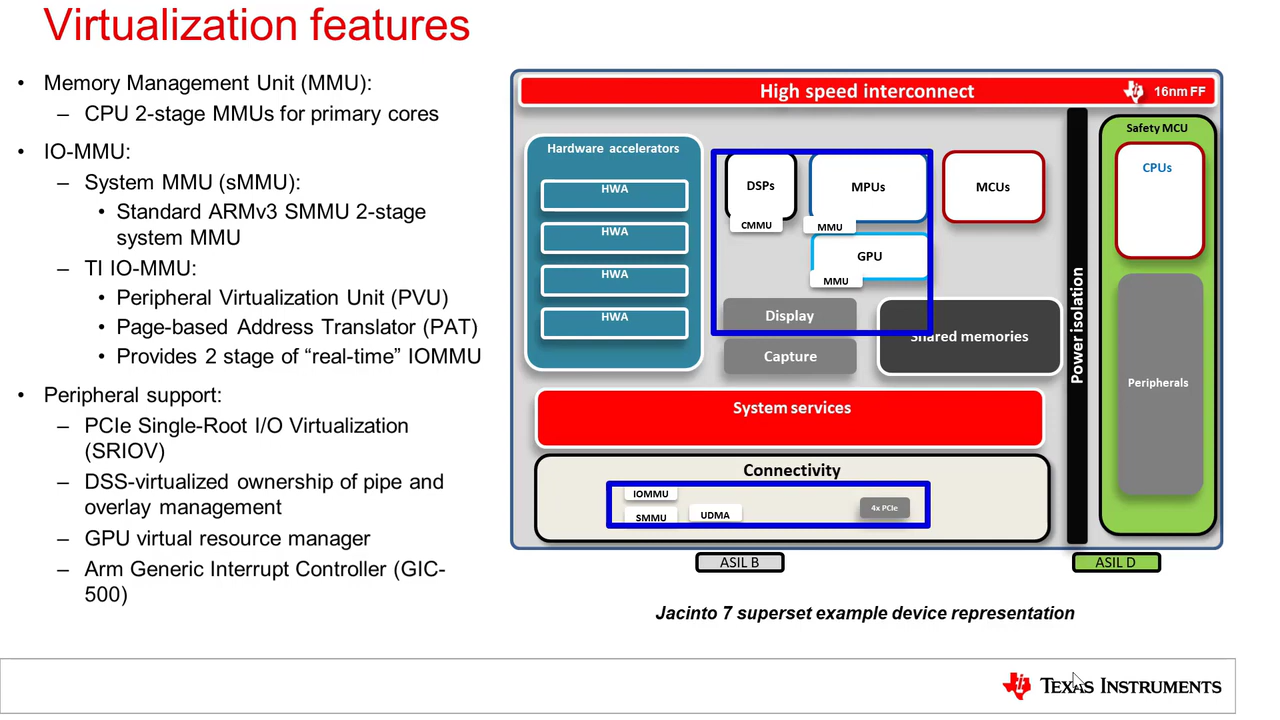 Virtualization features
• Memory Management Unit (MMU):
– CPU 2-stage MMUs for primary cores
• IO-MMU:
– System MMU (sMMU):
• Standard ARMv3 SMMU 2-stage
system MMU
– TI IO-MMU:
• Peripheral Virtualization Unit (PVU)
• Page-based Address Translator (PAT)
• Provides 2 stage of “real-time” IOMMU
• Peripheral support:
– PCIe Single-Root I/O Virtualization
(SRIOV)
– DSS-virtualized ownership of pipe and
overlay management
– GPU virtual resource manager
– Arm Generic Interrupt Controller (GIC-
500)
High speed interconnect
16nm FF
Hardware accelerators
HWA
HWA
HWA
HWA
DSPs
CMMU
MPUs
MMU
GPU
MMU
MCUs
Display
Capture
Shared memories
System services
Connectivity
IOMMU
SMMU
UDMA
4x PCIe
Power isolation
Safety MCU
CPUs
Peripherals
ASIL B
ASIL D
Jacinto 7 superset example device representation
TEXAS INSTRUMENTS